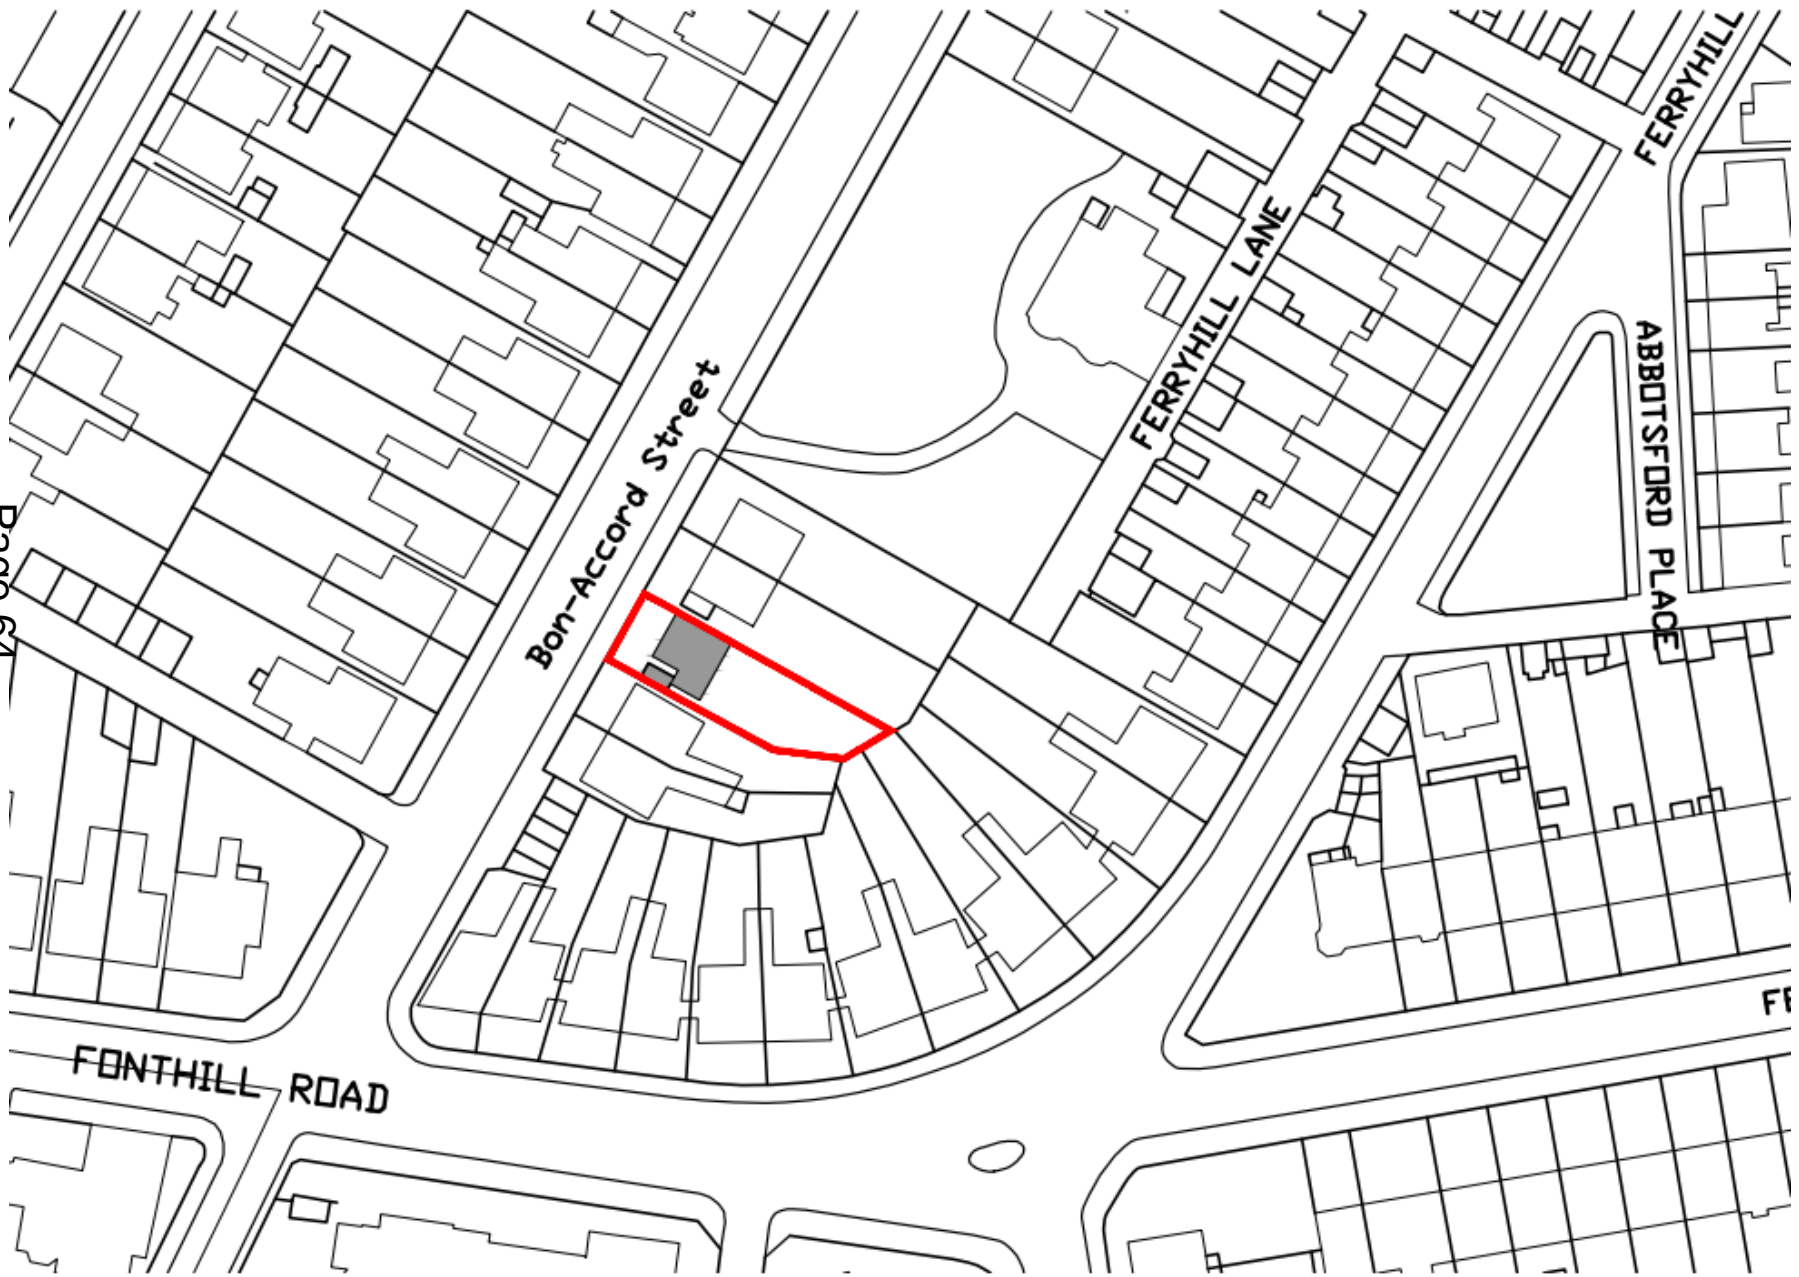 FERRYHILL
FERRYHILL LANE
ABBOTSFORD PLACE
Bon-Accord Street
FONTHILL ROAD